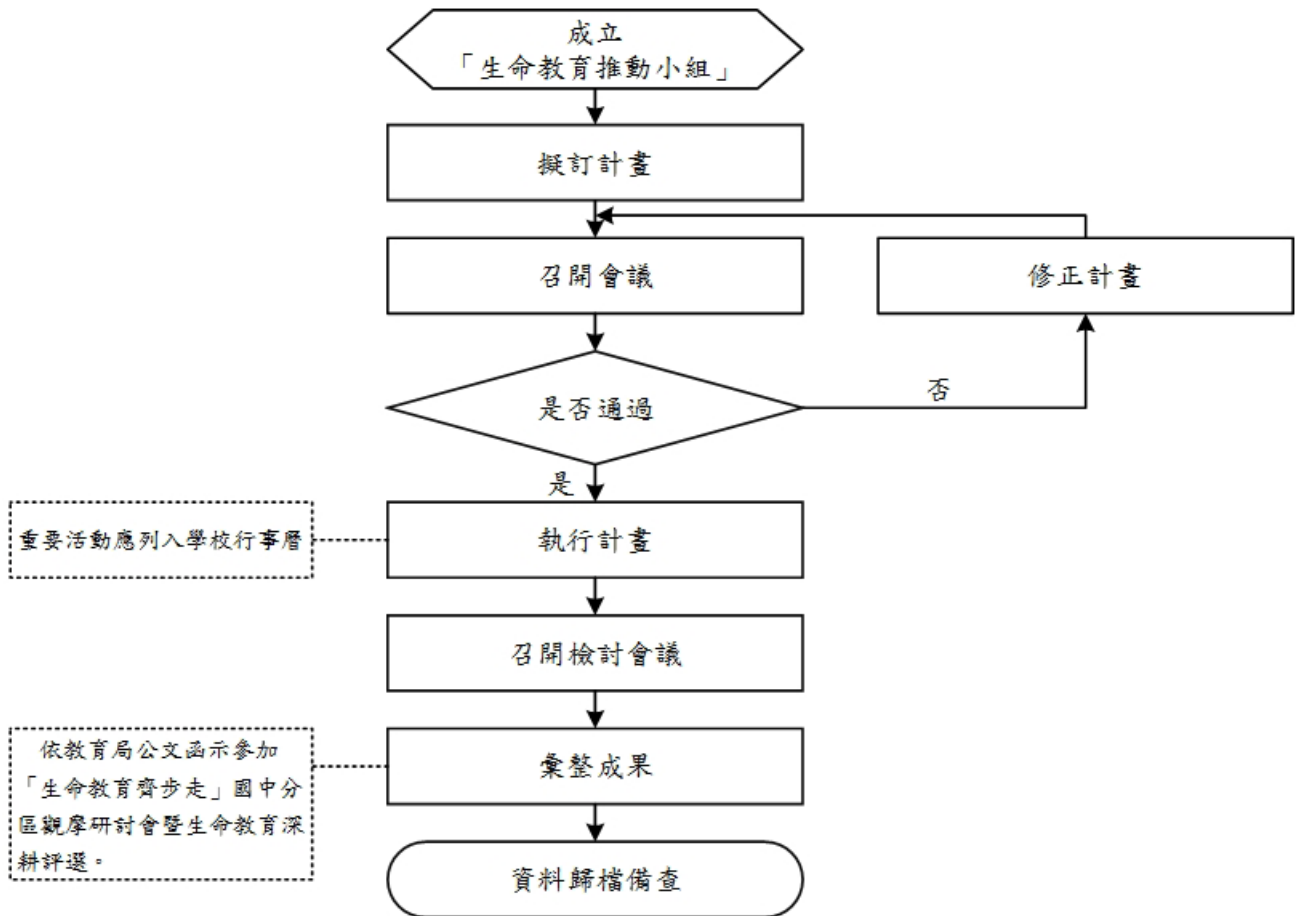 成立
「生命教育推動小組」
擬訂計畫
召開會議
修正計畫
是否通過
否
是
重要活動應列入學校行事曆
執行計畫
召開檢討會議
依教育局公文函示參加
「生命教育齊步走」國中分
區觀摩研討會暨生命教育深
耕評選。
彙整成果
資料歸檔備查